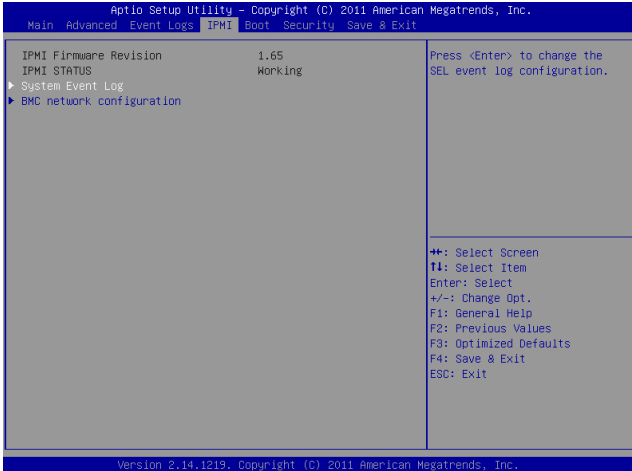 Aptio Setup Utility – Copyright (C) 2011 American Megatrends, Inc.
Main Advanced Event Logs IPMI Boot Security Save & Exit
IPMI Firmware Revision 1.65
IPMI STATUS Working
System Event Log
BMC network configuration
Press <Enter> to change the
SEL event log configuration.
→←: Select Screen
↑↓: Select Item
Enter: Select
+/-: Change Opt.
F1: General Help
F2: Previous Values
F3: Optimized Defaults
F4: Save & Exit
ESC: Exit
Version 2.14.1219. Copyright (C) 2011 American Megatrends, Inc.